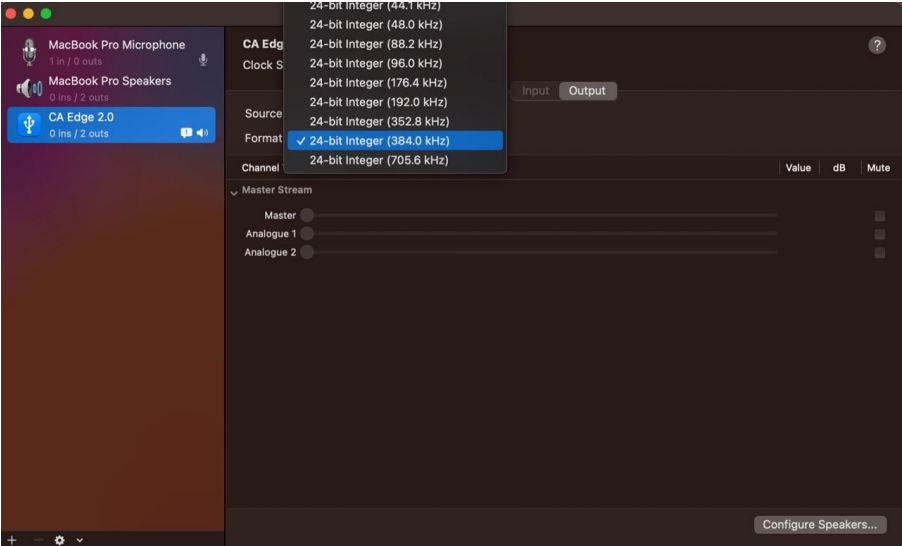 MacBook Pro Microphone
1 in / 0 outs
MacBook Pro Speakers
0 ins / 2 outs
CA Edge 2.0
0 ins / 2 outs
24-bit Integer (44.1 kHz)
24-bit Integer (48.0 kHz)
24-bit Integer (88.2 kHz)
24-bit Integer (96.0 kHz)
24-bit Integer (176.4 kHz)
24-bit Integer (192.0 kHz)
24-bit Integer (352.8 kHz)
✓ 24-bit Integer (384.0 kHz)
24-bit Integer (705.6 kHz)
CA Edg
?
Clock S
Input Output
Source
Format
Channel Value dB Mute
Master Stream
Master
Analogue 1
Analogue 2
Configure Speakers...